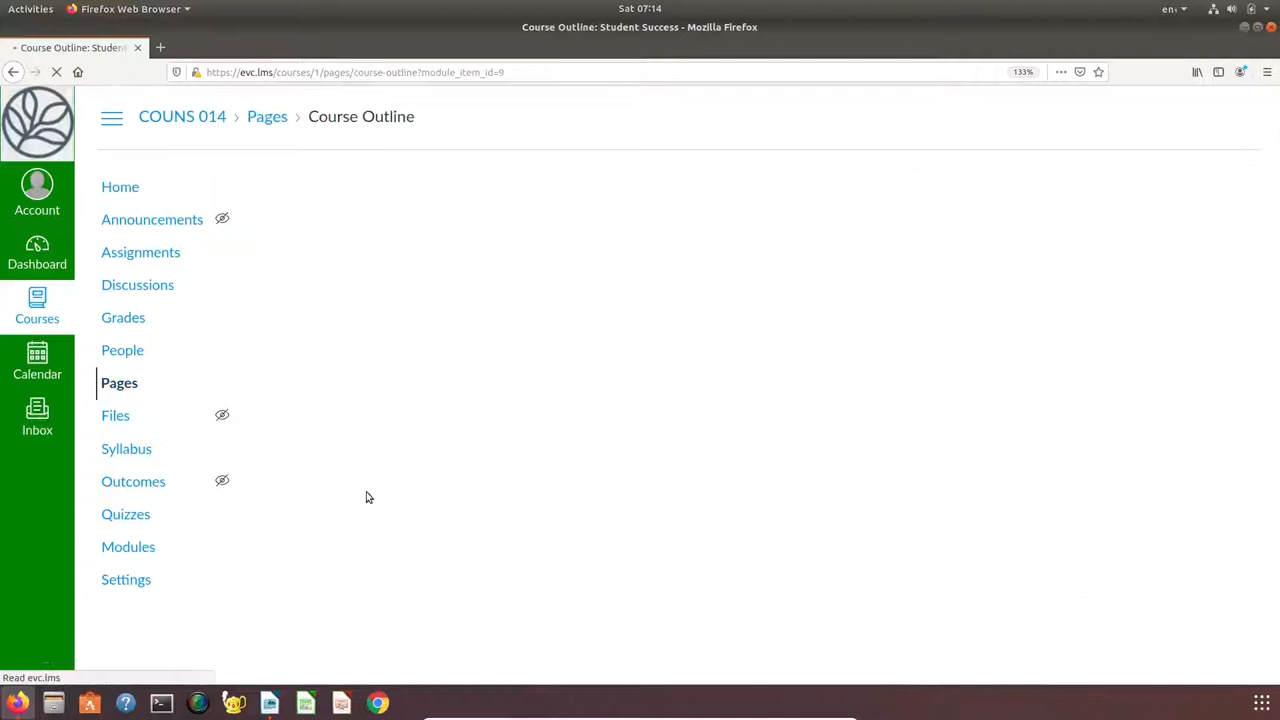 Activities Firefox Web Browser Sat 07:14 en
Course Outline: Student Success - Mozilla Firefox
Course Outline: Student
https://evc.lms/courses/1/pages/course-outline?module_item_id=9 133%
COUNS 014 › Pages › Course Outline
Account
Dashboard
Courses
Calendar
Inbox
Home
Announcements
Assignments
Discussions
Grades
People
Pages
Files
Syllabus
Outcomes
Quizzes
Modules
Settings
Read evc.lms